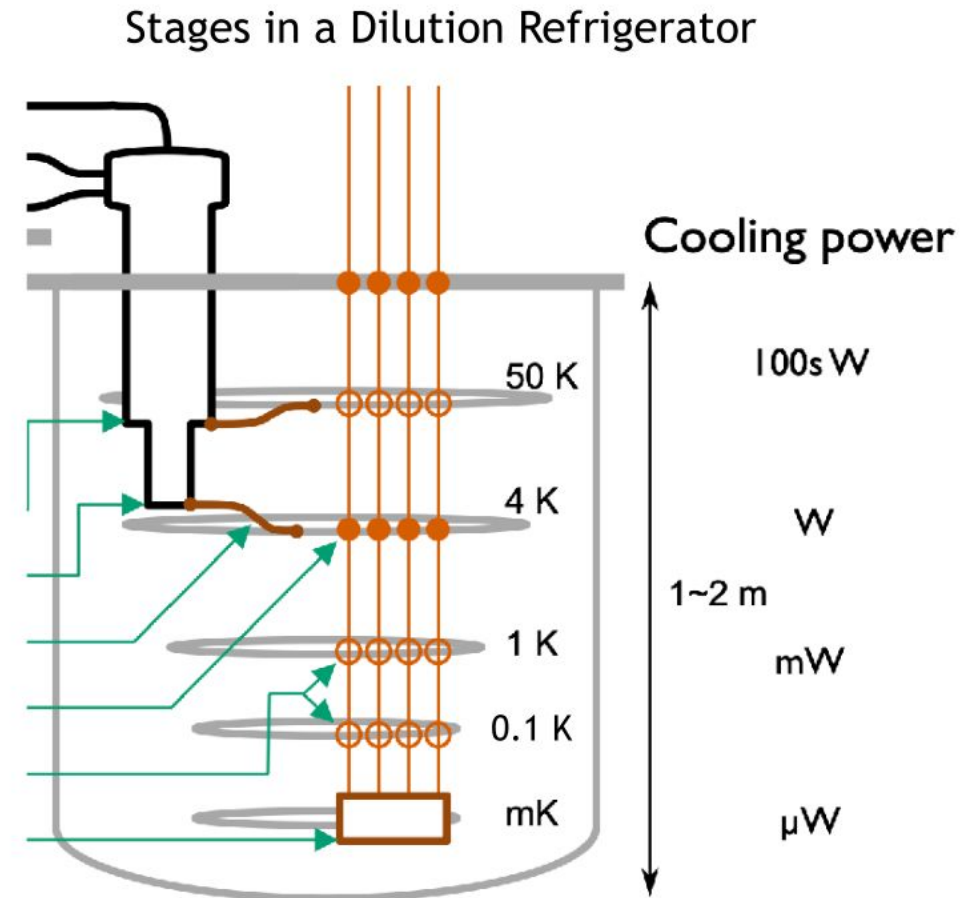 Stages in a Dilution Refrigerator
Cooling power
100s W
50 K
4 K
W
1~2 m
1 K
mW
0.1 K
mK
µW